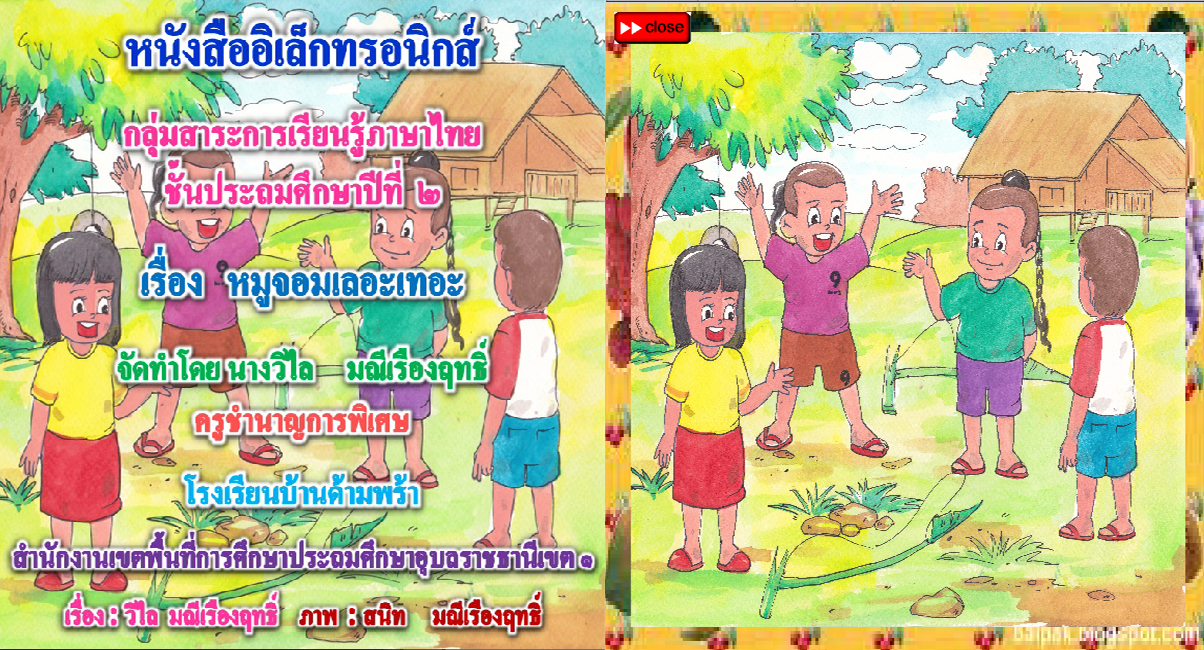 หนังสืออิเล็กทรอนิกส์
กลุ่มสาระการเรียนรู้ภาษาไทย
ชั้นประถมศึกษาปีที่ ๒
เรื่อง หมูจอมเลอะเทอะ
จัดทำโดย นางวิไล มณีเรืองฤทธิ์
ครูชำนาญการพิเศษ
โรงเรียนบ้านด้ามพร้า
สำนักงานเขตพื้นที่การศึกษาประถมศึกษาอุบลราชธานีเขต ๑
เรื่อง : วิไล มณีเรืองฤทธิ์ ภาพ : สนิท มณีเรืองฤทธิ์
close
9
9
baipak.blogspot.com